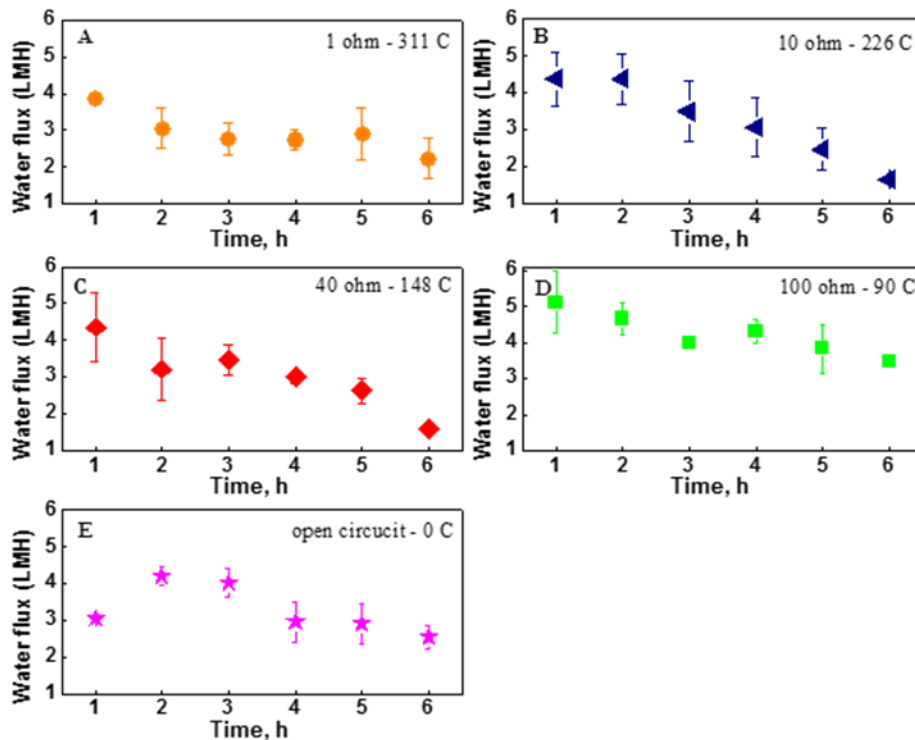 A
1 ohm - 311 C
Water flux (LMH)
6
5
4
3
2
1
1 2 3 4 5 6
Time, h
B
10 ohm - 226 C
Water flux (LMH)
6
5
4
3
2
1
1 2 3 4 5 6
Time, h
C
40 ohm - 148 C
Water flux (LMH)
6
5
4
3
2
1
1 2 3 4 5 6
Time, h
D
100 ohm - 90 C
Water flux (LMH)
6
5
4
3
2
1
1 2 3 4 5 6
Time, h
E
open circucit - 0 C
Water flux (LMH)
6
5
4
3
2
1
1 2 3 4 5 6
Time, h